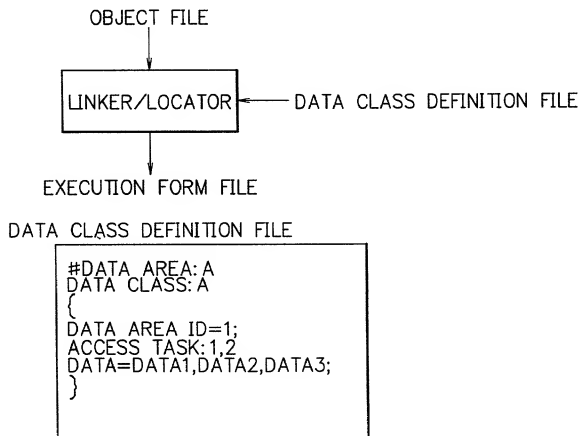 OBJECT FILE
LINKER/LOCATOR
DATA CLASS DEFINITION FILE
EXECUTION FORM FILE
DATA CLASS DEFINITION FILE
#DATA AREA:A
DATA CLASS:A
{
DATA AREA ID=1;
ACCESS TASK:1,2
DATA=DATA1,DATA2,DATA3;
}